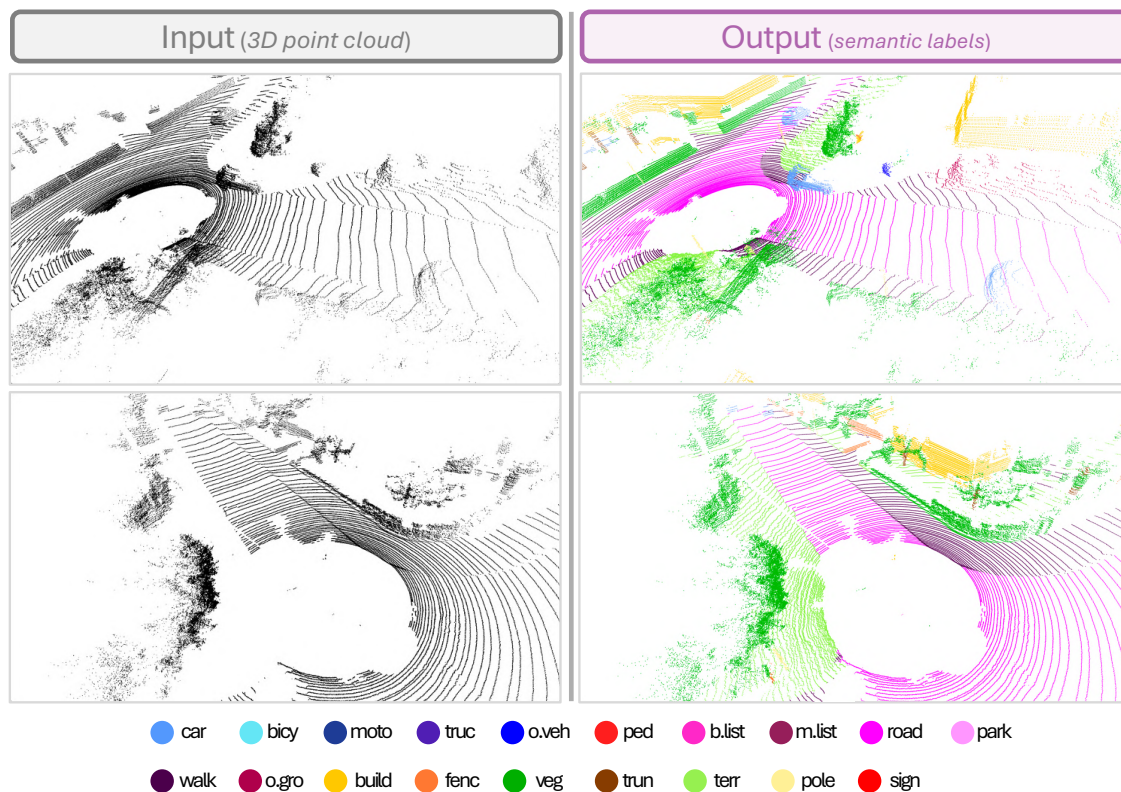 Input (3D point cloud)
Output (semantic labels)
car bicy moto truc o.veh ped b.list m.list road park
walk o.gro build fenc veg trun terr pole sign